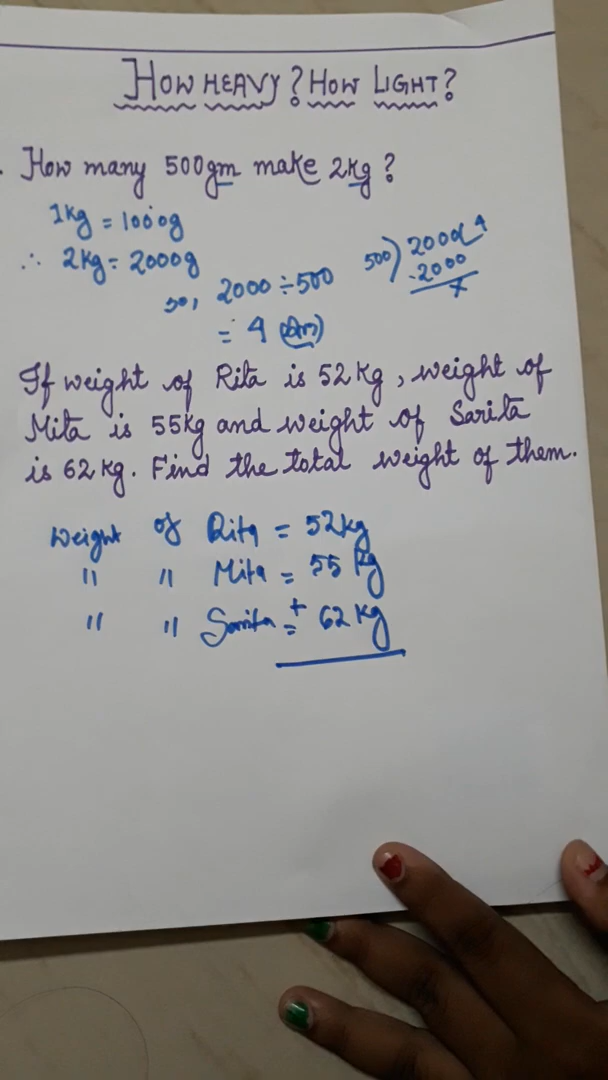 HOW HEAVY? HOW LIGHT?
How many 500gm make 2kg?
1kg = 1000g
∴ 2kg = 2000g
so, 2000 ÷ 500
500) 2000 ( 4
- 2000
x
= 4 (Ans)
If weight of Rita is 52 Kg, weight of
Mita is 55kg and weight of Sarita
is 62 kg. Find the total weight of them.
Weight of Rita = 52kg
" " Mita = 55 kg
" " Sarita = + 62 kg